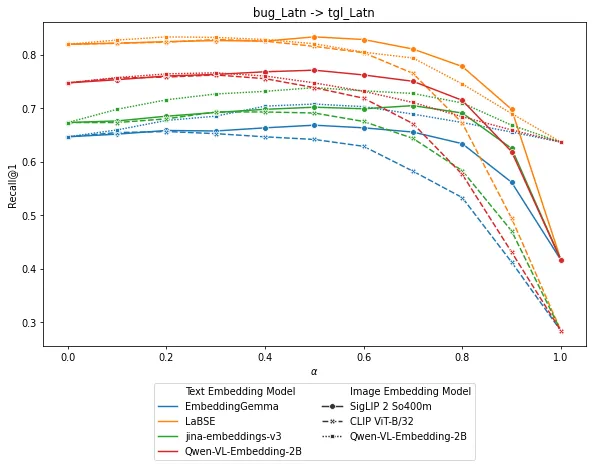 bug_Latn -> tgl_Latn
Recall@1
0.8
0.7
0.6
0.5
0.4
0.3
0.0
0.2
0.4
0.6
0.8
1.0
α
Text Embedding Model
EmbeddingGemma
LaBSE
jina-embeddings-v3
Qwen-VL-Embedding-2B
Image Embedding Model
SigLIP 2 So400m
CLIP ViT-B/32
Qwen-VL-Embedding-2B